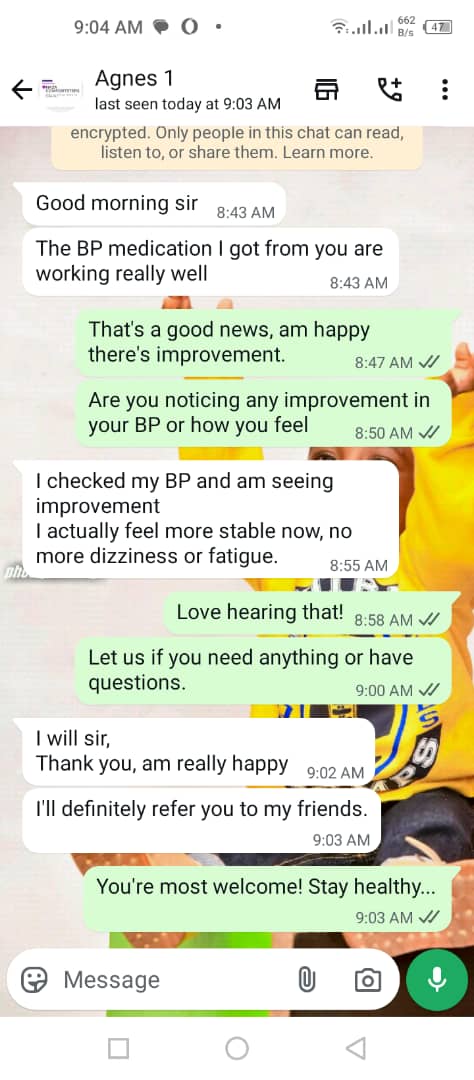 9:04 AM
662
B/s
47
Agnes 1
last seen today at 9:03 AM
encrypted. Only people in this chat can read,
listen to, or share them. Learn more.
Good morning sir
8:43 AM
The BP medication I got from you are
working really well
8:43 AM
That's a good news, am happy
there's improvement.
8:47 AM
Are you noticing any improvement in
your BP or how you feel
8:50 AM
I checked my BP and am seeing
improvement
I actually feel more stable now, no
more dizziness or fatigue.
8:55 AM
Love hearing that!
8:58 AM
Let us if you need anything or have
questions.
9:00 AM
I will sir,
Thank you, am really happy
9:02 AM
I'll definitely refer you to my friends.
9:03 AM
You're most welcome! Stay healthy...
9:03 AM
Message